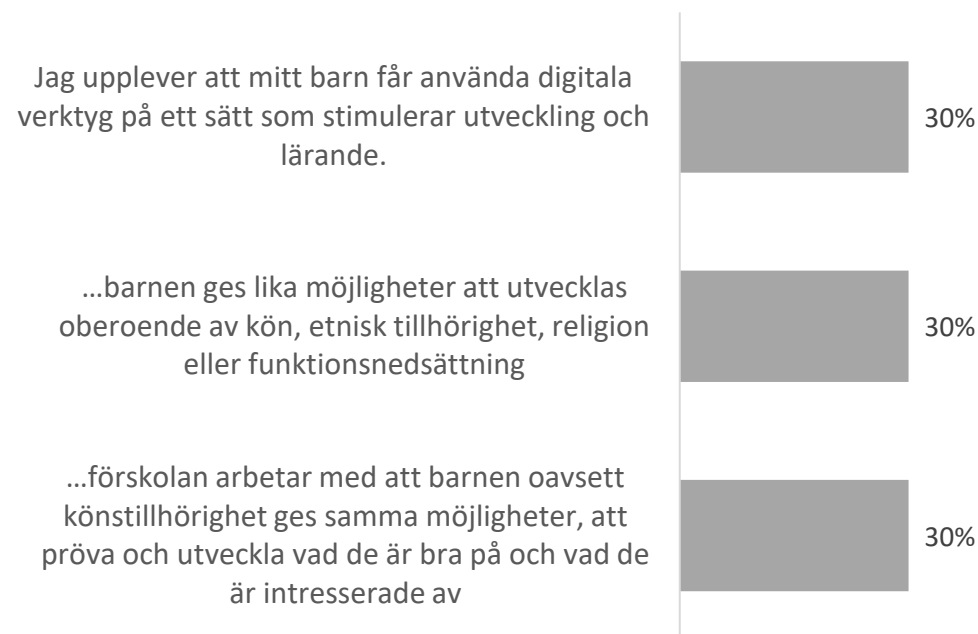 Jag upplever att mitt barn får använda digitala
verktyg på ett sätt som stimulerar utveckling och
lärande.
30%
…barnen ges lika möjligheter att utvecklas
oberoende av kön, etnisk tillhörighet, religion
eller funktionsnedsättning
30%
…förskolan arbetar med att barnen oavsett
könstillhörighet ges samma möjligheter, att
pröva och utveckla vad de är bra på och vad de
är intresserade av
30%